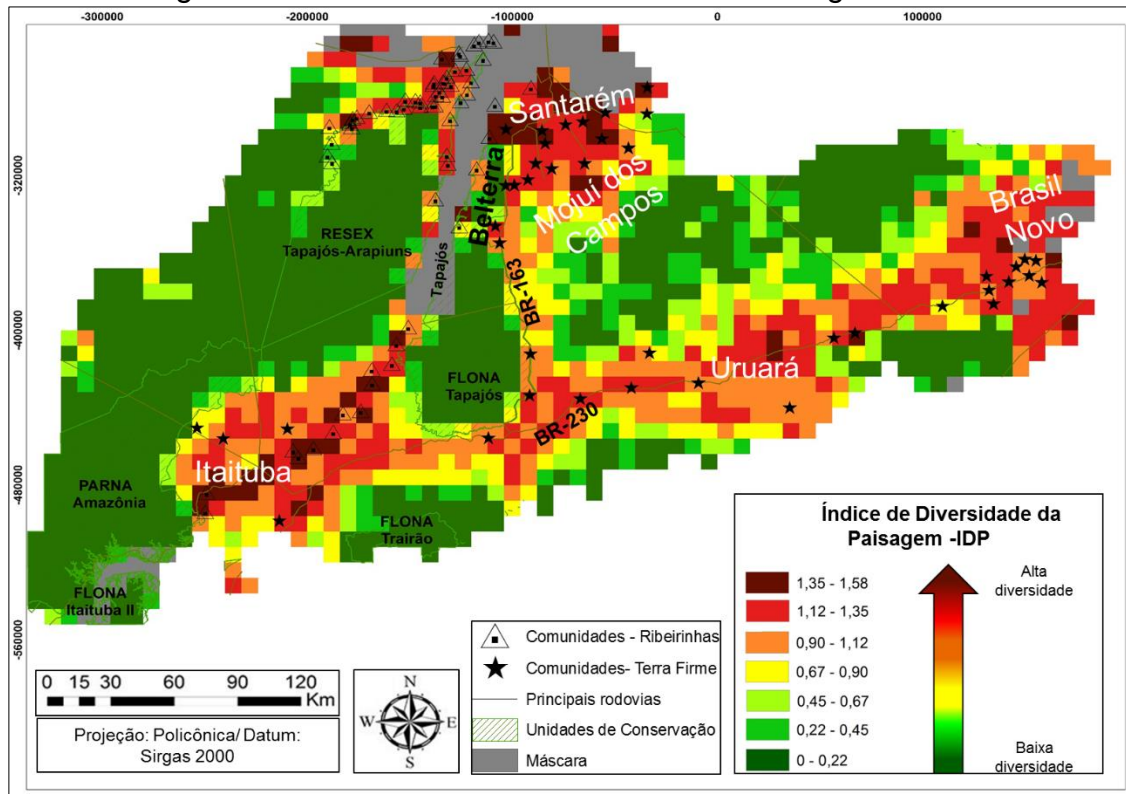 -300000 -200000 -100000 0 100000
-320000
-4000000
-4800000
-5600000
Santarém
Belterra
Mojuí dos
Campos
Brasil
Novo
RESEX
Tapajós-Arapiuns
Tapajós
BR-163
Uruará
FLONA
Tapajós
BR-230
Itaituba
PARNA
Amazônia
FLONA
Trairão
FLONA
Itaituba II
Índice de Diversidade da
Paisagem -IDP
1,35 - 1,58
1,12 - 1,35
0,90 - 1,12
0,67 - 0,90
0,45 - 0,67
0,22 - 0,45
0 - 0,22
Alta
diversidade
Baixa
diversidade
Comunidades - Ribeirinhas
Comunidades- Terra Firme
Principais rodovias
Unidades de Conservação
Máscara
0 15 30 60 90 120
Km
Projeção: Policônica/ Datum:
Sirgas 2000
N
W E
S